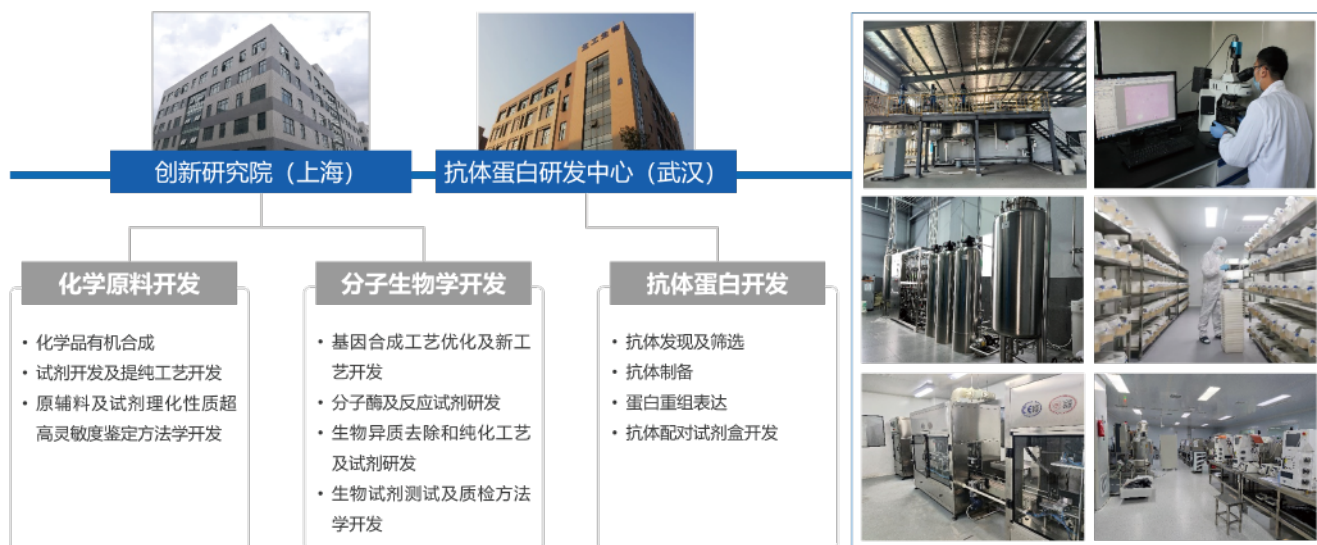 创新研究院（上海）
抗体蛋白研发中心（武汉）
化学原料开发
• 化学品有机合成
• 试剂开发及提纯工艺开发
• 原辅料及试剂理化性质超
高灵敏度鉴定方法学开发
分子生物学开发
• 基因合成工艺优化及新工
艺开发
• 分子酶及反应试剂研发
• 生物异质去除和纯化工艺
及试剂研发
• 生物试剂测试及质检方法
学开发
抗体蛋白开发
• 抗体发现及筛选
• 抗体制备
• 蛋白重组表达
• 抗体配对试剂盒开发